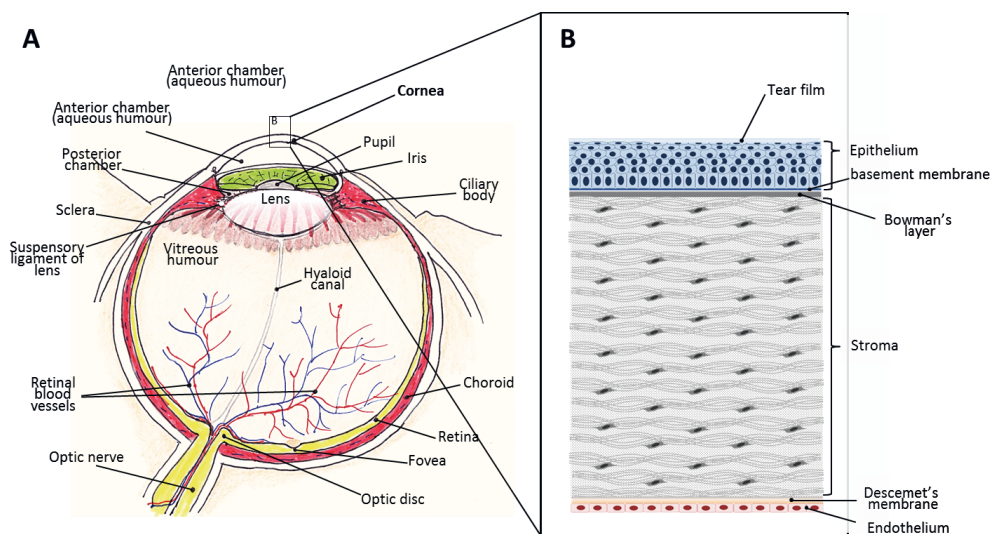 A
Anterior chamber
(aqueous humour)
Anterior chamber
(aqueous humour)
Cornea
B
Pupil
Iris
Posterior
chamber
Lens
Ciliary
body
Sclera
Suspensory
ligament of
lens
Vitreous
humour
Hyaloid
canal
Retinal
blood
vessels
Choroid
Retina
Optic nerve
Fovea
Optic disc
B
Tear film
Epithelium
basement membrane
Bowman's
layer
Stroma
Descemet's
membrane
Endothelium